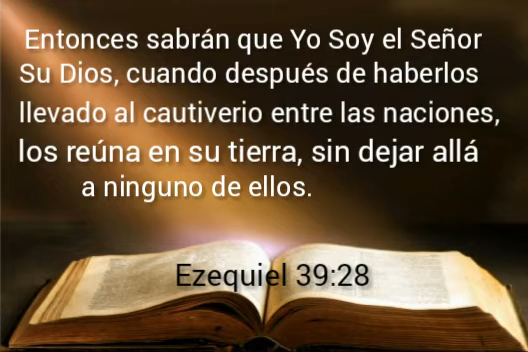 Entonces sabrán que Yo Soy el Señor
Su Dios, cuando después de haberlos
llevado al cautiverio entre las naciones,
los reúna en su tierra, sin dejar allá
a ninguno de ellos.
Ezequiel 39:28